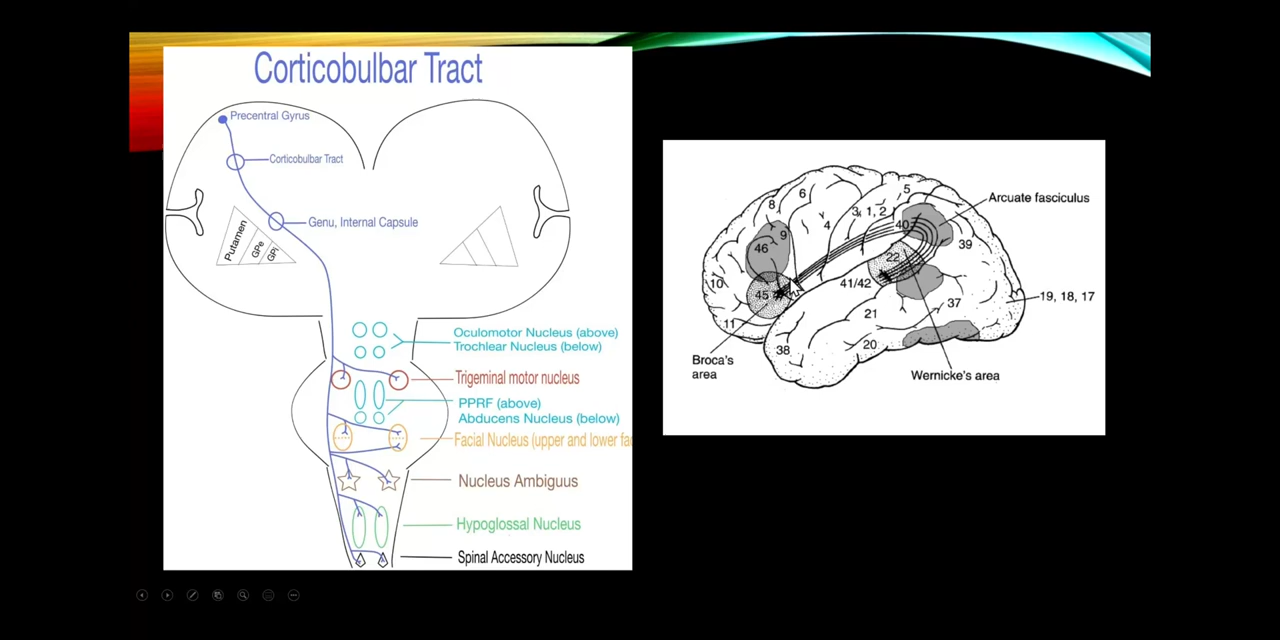 Corticobulbar Tract
Precentral Gyrus
Corticobulbar Tract
Genu, Internal Capsule
Putamen
GPe
GPi
Oculomotor Nucleus (above)
Trochlear Nucleus (below)
Trigeminal motor nucleus
PPRF (above)
Abducens Nucleus (below)
Facial Nucleus (upper and lower fac
Nucleus Ambiguus
Hypoglossal Nucleus
Spinal Accessory Nucleus
5
6
8
3, 1, 2
4
9
40
46
39
22
10
45
41/42
37
19, 18, 17
21
11
38
20
Arcuate fasciculus
Broca's
area
Wernicke's area